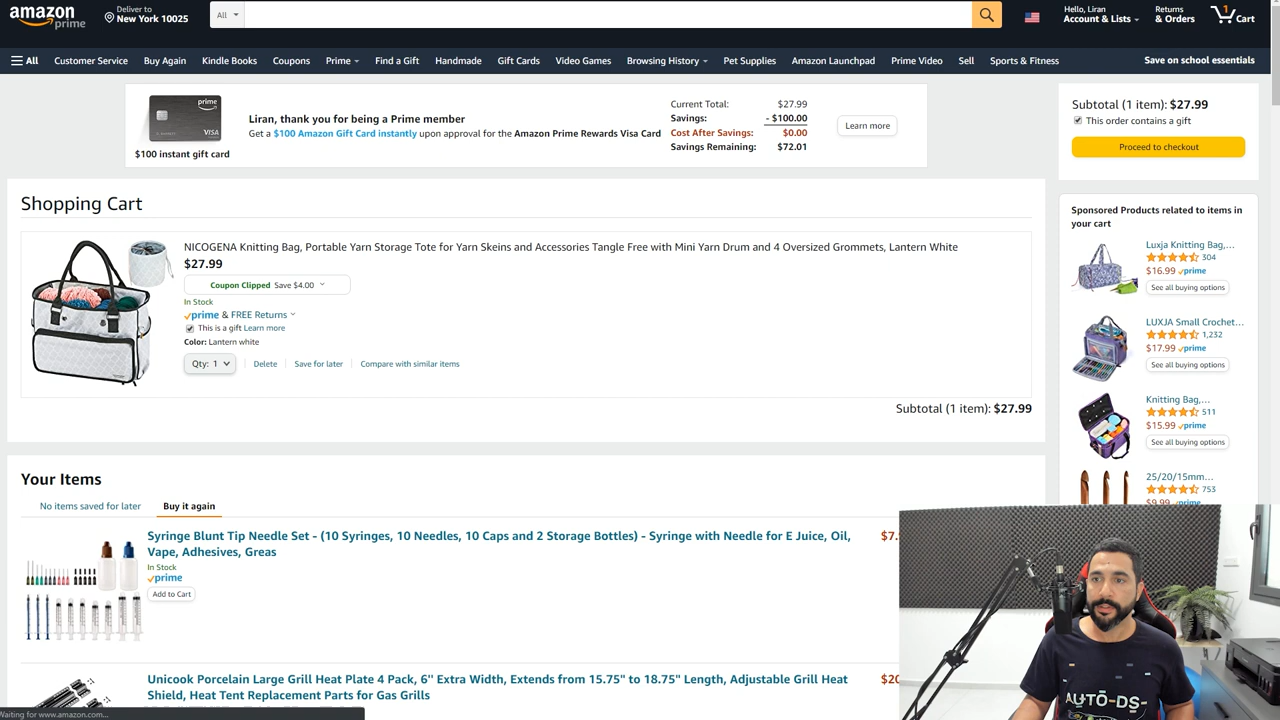 amazon
prime
Deliver to
New York 10025
All
Hello, Liran
Account & Lists
Returns
& Orders
1
Cart
All
Customer Service
Buy Again
Kindle Books
Coupons
Prime
Find a Gift
Gift Cards
Video Games
Browsing History
Handmade
Pet Supplies
Amazon Launchpad
Prime Video
Sell
Sports & Fitness
Save on school essentials
prime
VISA
$100 instant gift card
Liran, thank you for being a Prime member
Get a $100 Amazon Gift Card instantly upon approval for the Amazon Prime Rewards Visa Card
Current Total: $27.99
Savings: - $100.00
Cost After Savings: $0.00
Savings Remaining: $72.01
Learn more
Subtotal (1 item): $27.99
This order contains a gift
Proceed to checkout
Shopping Cart
NICOGENA Knitting Bag, Portable Yarn Storage Tote for Yarn Skeins and Accessories Tangle Free with Mini Yarn Drum and 4 Oversized Grommets, Lantern White
$27.99
Coupon Clipped Save $4.00
In Stock
prime & FREE Returns
This is a gift Learn more
Color: Lantern white
Qty: 1
Delete
Save for later
Compare with similar items
Subtotal (1 item): $27.99
Sponsored Products related to items in
your cart
Luxja Knitting Bag,...
304
$16.99 prime
See all buying options
LUXJA Small Crochet...
1,232
$17.99 prime
See all buying options
Knitting Bag,...
511
$15.99 prime
See all buying options
25/20/15mm...
753
$9.99 prime
Your Items
No items saved for later
Buy it again
Syringe Blunt Tip Needle Set - (10 Syringes, 10 Needles, 10 Caps and 2 Storage Bottles) - Syringe with Needle for E Juice, Oil,
Vape, Adhesives, Greas
$7.
In Stock
prime
Add to Cart
Unicook Porcelain Large Grill Heat Plate 4 Pack, 6'' Extra Width, Extends from 15.75" to 18.75" Length, Adjustable Grill Heat
Shield, Heat Tent Replacement Parts for Gas Grills
$20
Waiting for www.amazon.com...
AUTO-DS